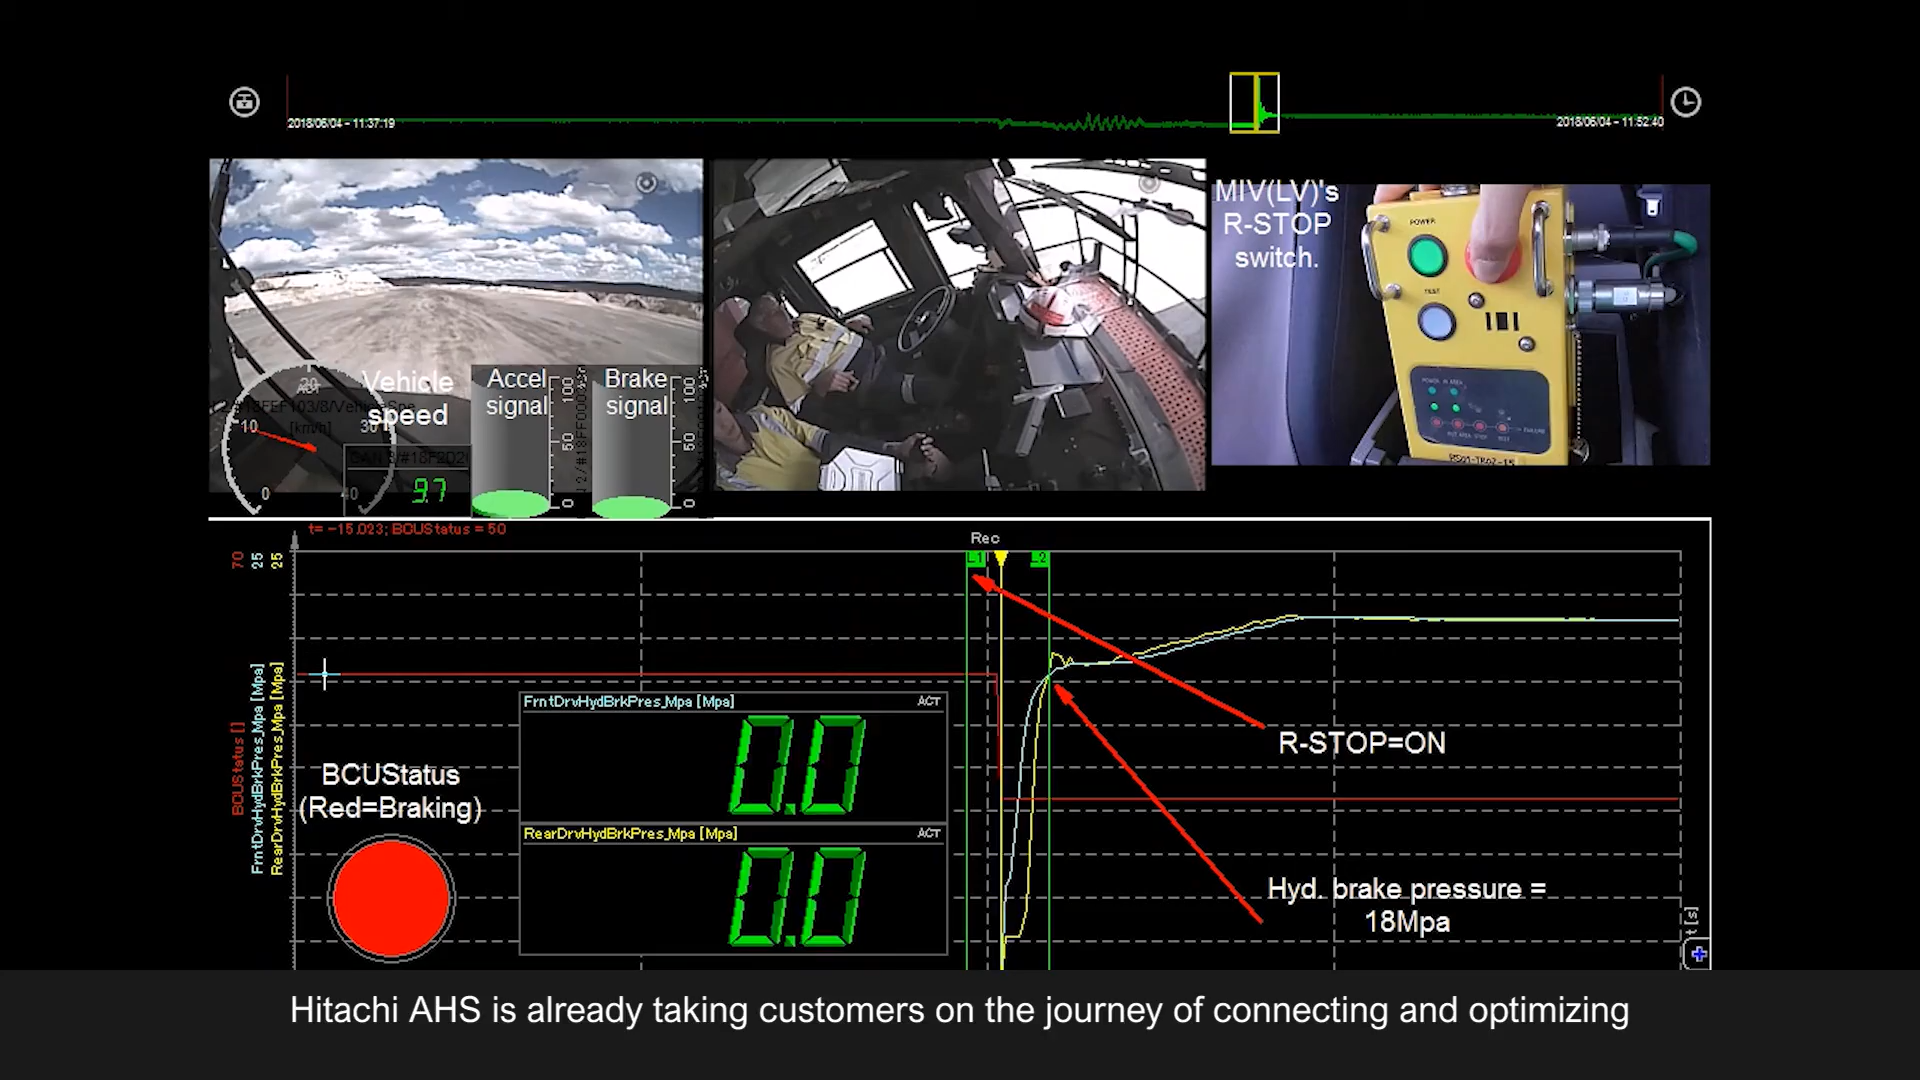 2018/06/04 - 11:37:19
2018/06/04 - 11:52:40
MIV(LV)'s
R-STOP
switch.
POWER
TEST
Vehicle
speed
[km/h]
0
10
20
30
40
9.7
Accel
signal
100
50
0
Brake
signal
100
50
0
t= -15.023; BCUStatus = 50
Rec
70
25
25
L1
L2
BCUStatus []
FrntDrvHydBrkPres_Mpa [Mpa]
RearDrvHydBrkPres_Mpa [Mpa]
FrntDrvHydBrkPres_Mpa [Mpa]
ACT
0.0
RearDrvHydBrkPres_Mpa [Mpa]
ACT
0.0
BCUStatus
(Red=Braking)
R-STOP=ON
Hyd. brake pressure =
18Mpa
t [s]
Hitachi AHS is already taking customers on the journey of connecting and optimizing